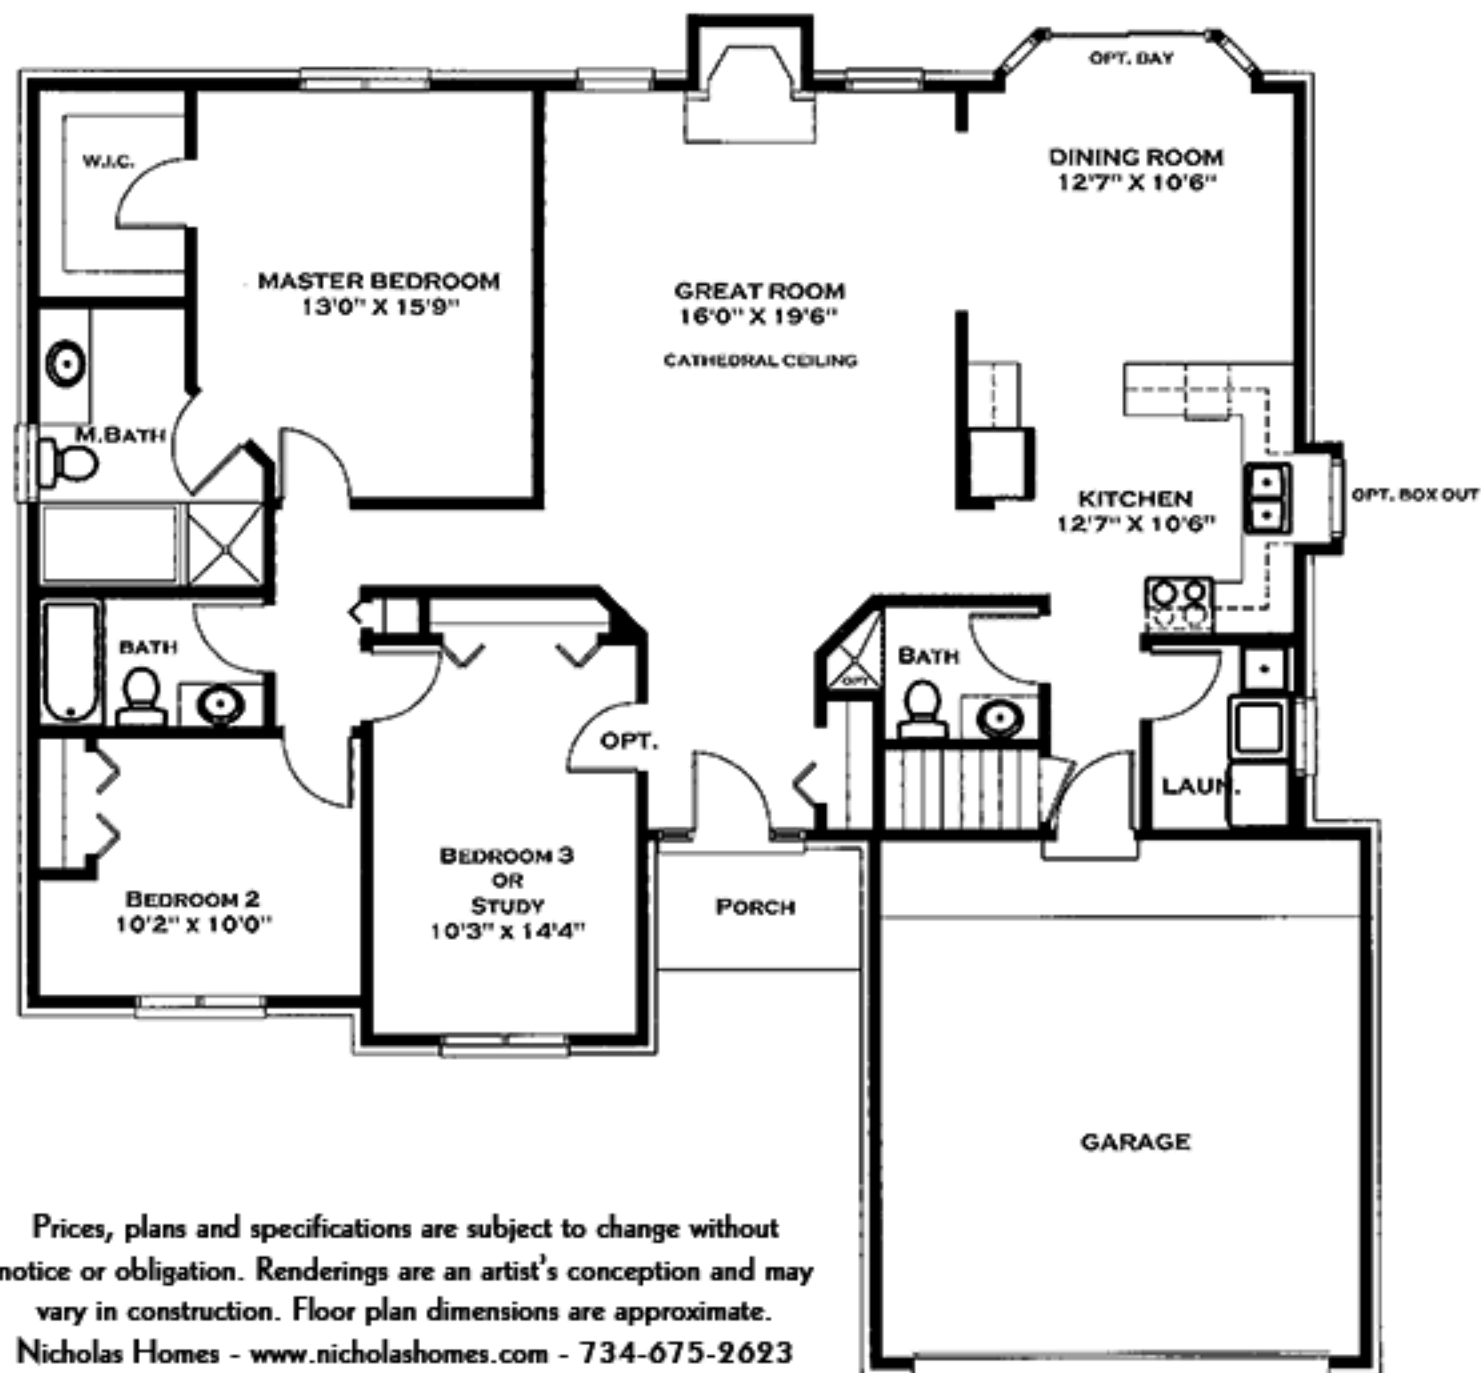 OPT. BAY
W.I.C.
DINING ROOM
12'7" X 10'6"
MASTER BEDROOM
13'0" X 15'9"
GREAT ROOM
16'0" X 19'6"
CATHEDRAL CEILING
M.BATH
KITCHEN
12'7" X 10'6"
OPT. BOX OUT
BATH
BATH
OPT
OPT.
LAUN.
BEDROOM 3
OR
STUDY
10'3" X 14'4"
BEDROOM 2
10'2" X 10'0"
PORCH
GARAGE
Prices, plans and specifications are subject to change without
notice or obligation. Renderings are an artist's conception and may
vary in construction. Floor plan dimensions are approximate.
Nicholas Homes - www.nicholashomes.com - 734-675-2623